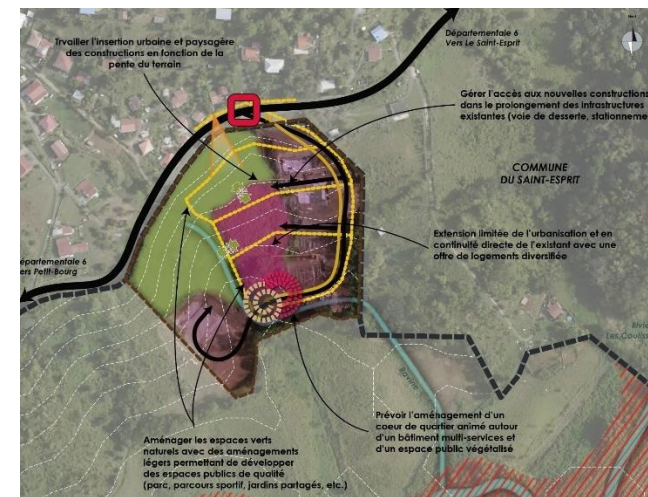 Trvailler l'insertion urbaine et paysagère
des constructions en fonction de la
pente du terrain
Départementale 6
Vers Le Saint-Esprit
Gérer l'accès aux nouvelles constructions
dans le prolongement des infrastructures
existantes (voie de desserte, stationneme
COMMUNE
DU SAINT-ESPRIT
Extension limitée de l'urbanisation et en
continuité directe de l'existant avec une
offre de logements diversifiée
épartementale 6
ers Petit-Bourg
Les Couliss
Prévoir l'aménagement d'un
coeur de quartier animé autour
d'un bâtiment multi-services et
d'un espace public végétalisé
Aménager les espaces verts
naturels avec des aménagements
légers permettant de développer
des espaces publics de qualité
(parc, parcours sportif, jardins partagés, etc.)